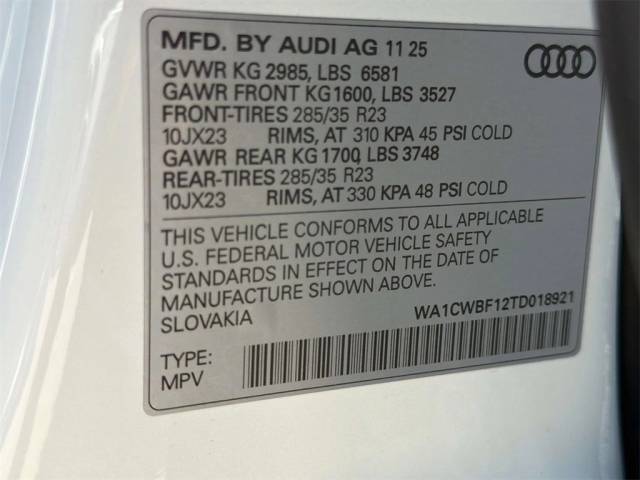 MFD. BY AUDI AG 11 25
GVWR KG 2985, LBS 6581
GAWR FRONT KG1600, LBS 3527
FRONT-TIRES 285/35 R23
10JX23 RIMS, AT 310 KPA 45 PSI COLD
GAWR REAR KG 1700, LBS 3748
REAR-TIRES 285/35 R23
10JX23 RIMS, AT 330 KPA 48 PSI COLD
THIS VEHICLE CONFORMS TO ALL APPLICABLE
U.S. FEDERAL MOTOR VEHICLE SAFETY
STANDARDS IN EFFECT ON THE DATE OF
MANUFACTURE SHOWN ABOVE.
SLOVAKIA WA1CWBF12TD018921
TYPE:
MPV